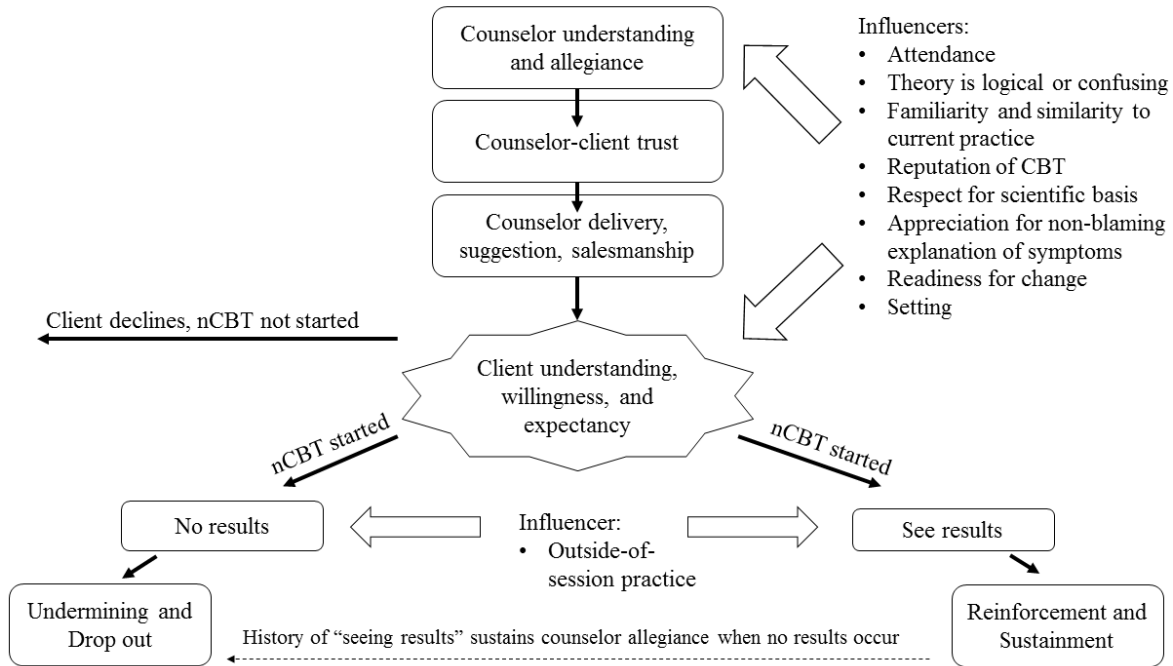 Counselor understanding
and allegiance
Counselor-client trust
Counselor delivery,
suggestion, salesmanship
Influencers:
• Attendance
• Theory is logical or confusing
• Familiarity and similarity to
current practice
• Reputation of CBT
• Respect for scientific basis
• Appreciation for non-blaming
explanation of symptoms
• Readiness for change
• Setting
Client declines, nCBT not started
Client understanding,
willingness, and
expectancy
nCBT started
nCBT started
No results
Influencer:
• Outside-of-
session practice
See results
Undermining and
Drop out
History of “seeing results” sustains counselor allegiance when no results occur
Reinforcement and
Sustainment